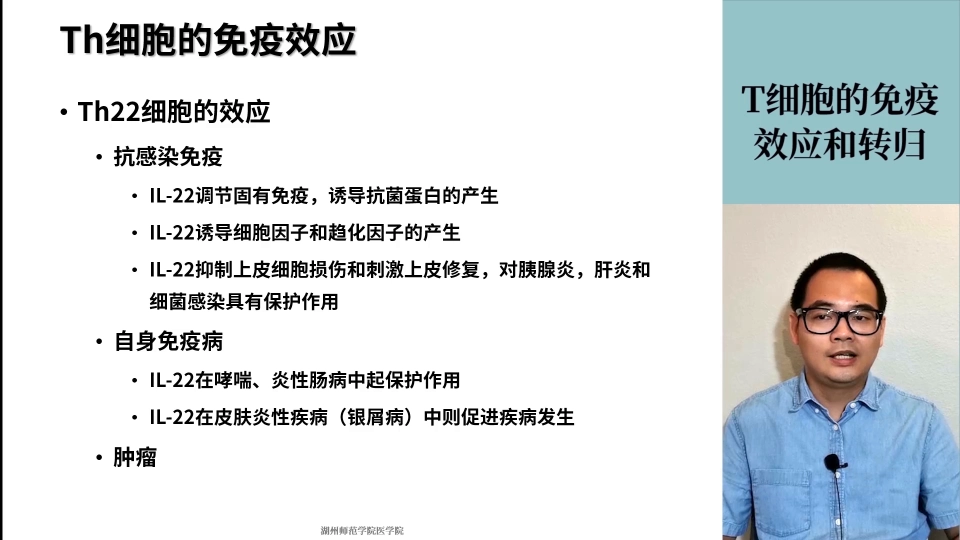 Th细胞的免疫效应
• Th22细胞的效应
• 抗感染免疫
• IL-22调节固有免疫，诱导抗菌蛋白的产生
• IL-22诱导细胞因子和趋化因子的产生
• IL-22抑制上皮细胞损伤和刺激上皮修复，对胰腺炎，肝炎和
细菌感染具有保护作用
• 自身免疫病
• IL-22在哮喘、炎性肠病中起保护作用
• IL-22在皮肤炎性疾病（银屑病）中则促进疾病发生
• 肿瘤
湖州师范学院医学院
T细胞的免疫
效应和转归